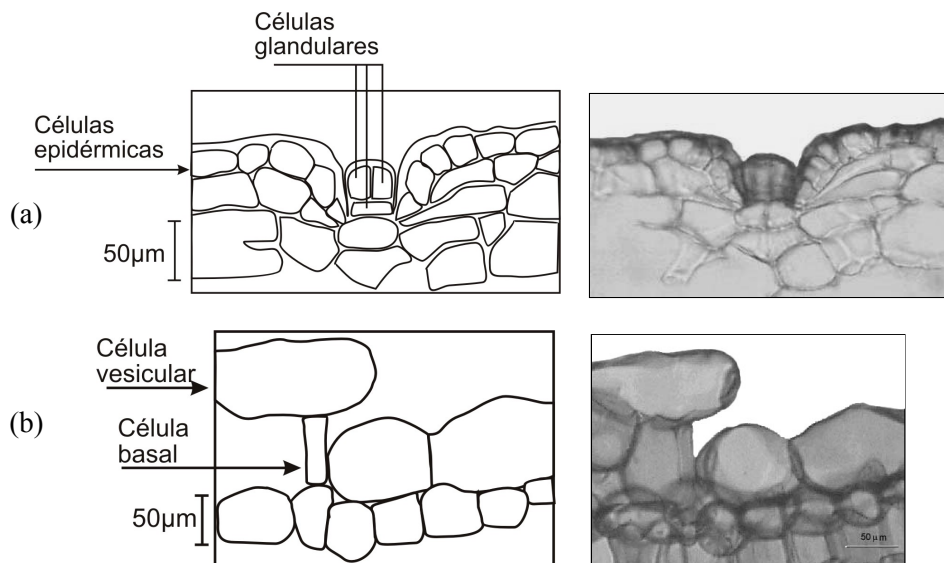 Células
glandulares
Células
epidérmicas
(a)
50µm
Célula
vesicular
(b)
Célula
basal
50µm
50 µm